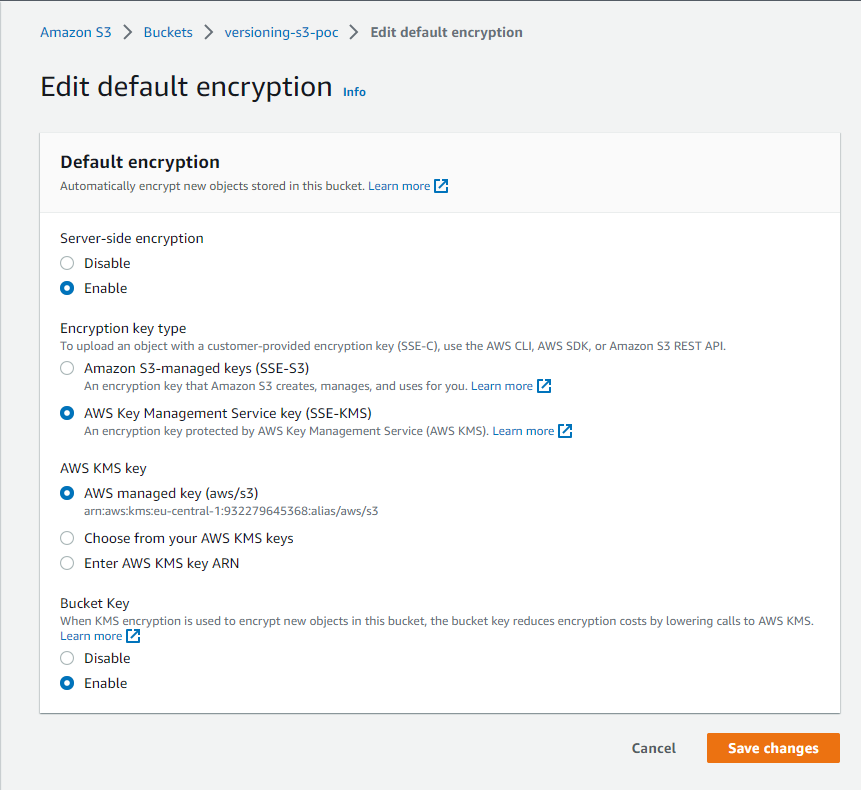 Amazon S3 > Buckets > versioning-s3-poc > Edit default encryption
Edit default encryption Info
Default encryption
Automatically encrypt new objects stored in this bucket. Learn more
Server-side encryption
Disable
Enable
Encryption key type
To upload an object with a customer-provided encryption key (SSE-C), use the AWS CLI, AWS SDK, or Amazon S3 REST API.
Amazon S3-managed keys (SSE-S3)
An encryption key that Amazon S3 creates, manages, and uses for you. Learn more
AWS Key Management Service key (SSE-KMS)
An encryption key protected by AWS Key Management Service (AWS KMS). Learn more
AWS KMS key
AWS managed key (aws/s3)
arn:aws:kms:eu-central-1:932279645368:alias/aws/s3
Choose from your AWS KMS keys
Enter AWS KMS key ARN
Bucket Key
When KMS encryption is used to encrypt new objects in this bucket, the bucket key reduces encryption costs by lowering calls to AWS KMS.
Learn more
Disable
Enable
Cancel Save changes